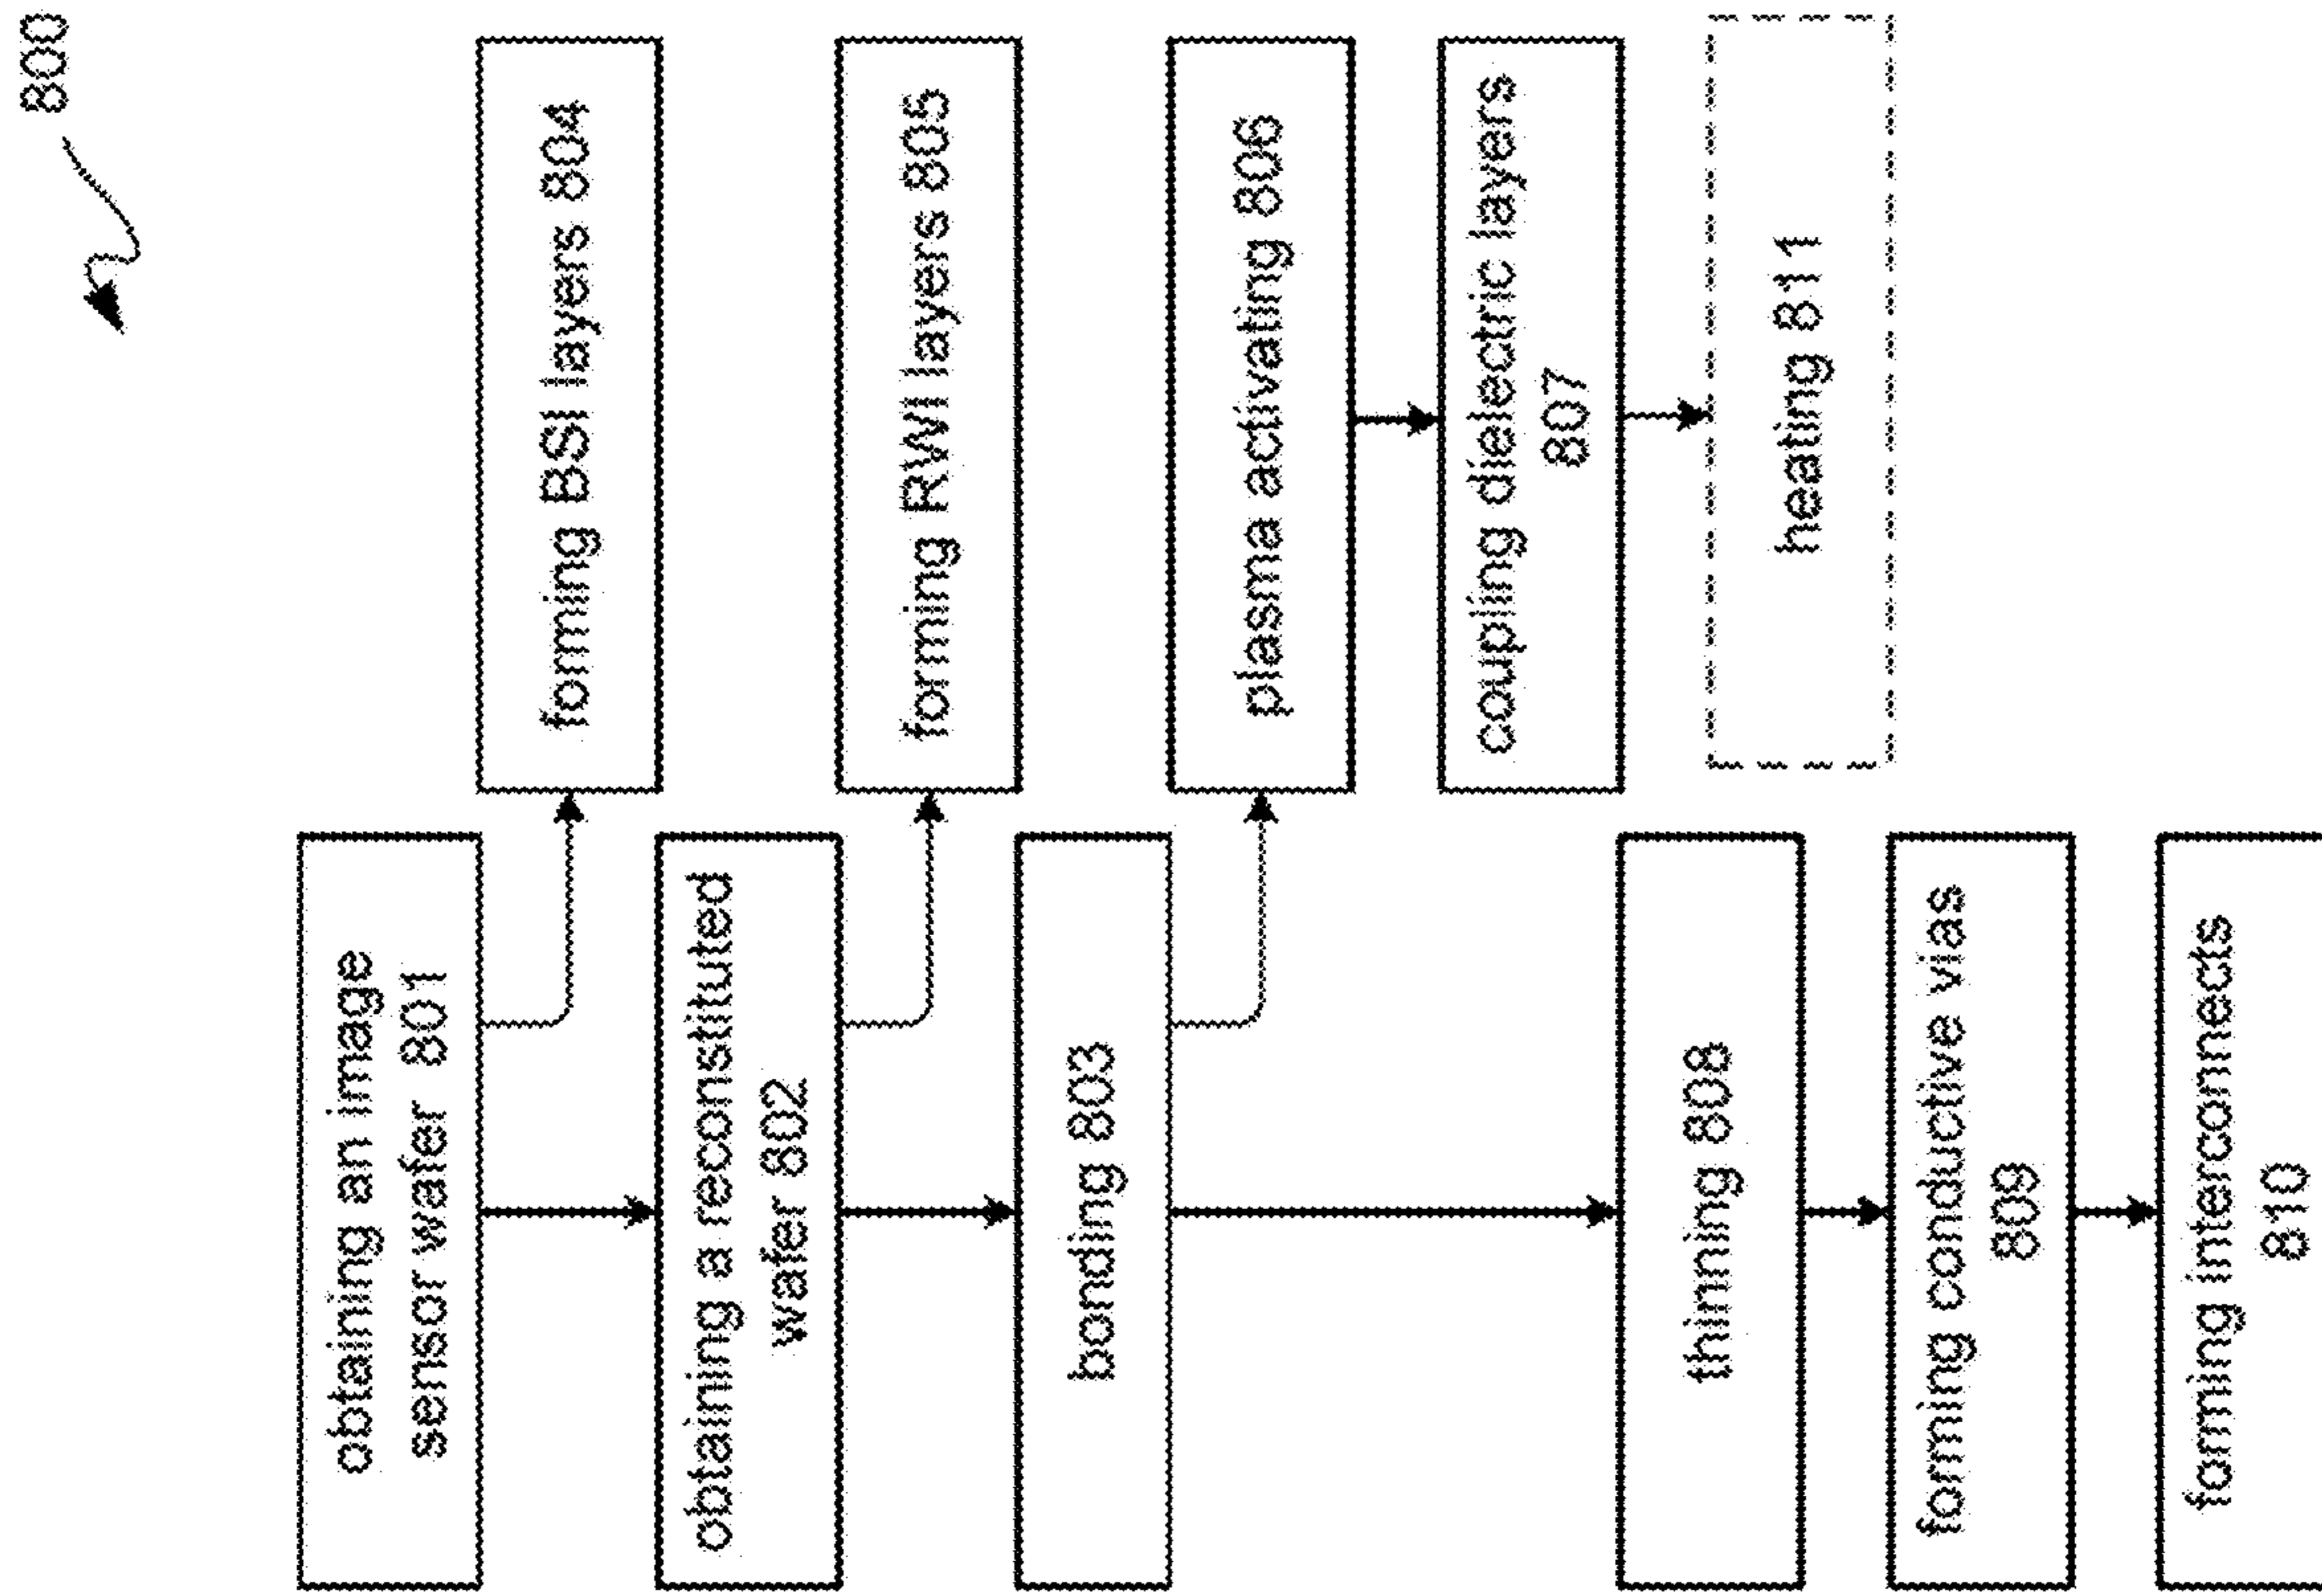 800
obtaining an image
sensor wafer 801
forming BSI layers 804
obtaining a reconstituted
wafer 802
forming RWI layers 805
bonding 803
plasma activating 806
coupling dielectric layers
807
heating 811
thinning 808
forming conductive vias
809
forming interconnects
810